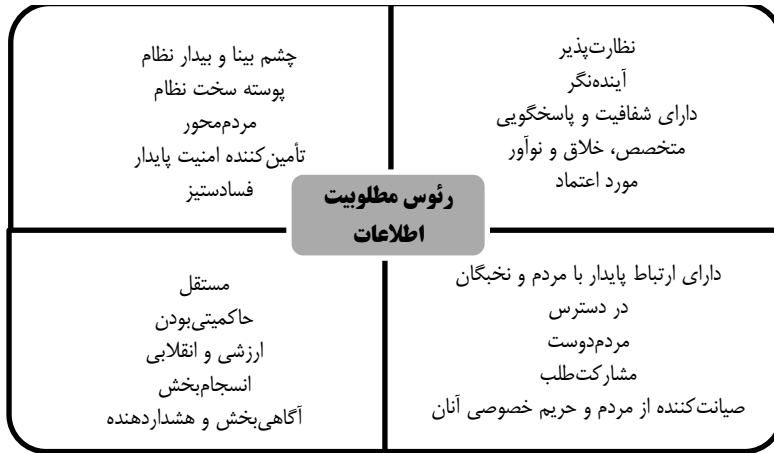 نظارت‌پذیر
آینده‌نگر
دارای شفافیت و پاسخگویی
متخصص، خلاق و نوآور
مورد اعتماد
چشم بینا و بیدار نظام
پوسته سخت نظام
مردم‌محور
تأمین‌کننده امنیت پایدار
فسادستیز
رئوس مطلوبیت
اطلاعات
دارای ارتباط پایدار با مردم و نخبگان
در دسترس
مردم‌دوست
مشارکت‌طلب
صیانت‌کننده از مردم و حریم خصوصی آنان
مستقل
حاکمیتی‌بودن
ارزشی و انقلابی
انسجام‌بخش
آگاهی‌بخش و هشداردهنده